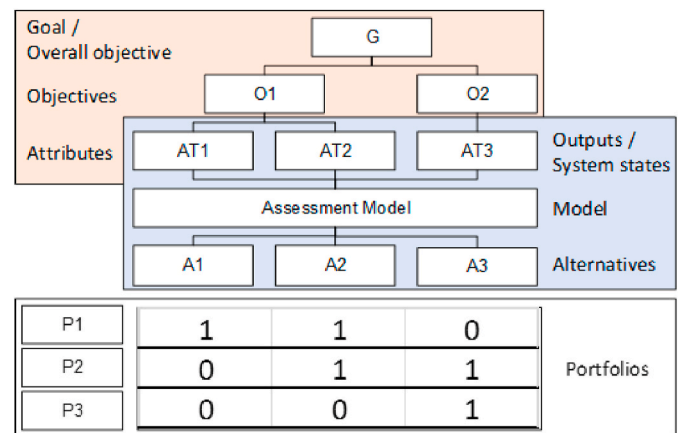 Goal /
Overall objective
G
Objectives
O1
O2
Attributes
AT1
AT2
AT3
Outputs /
System states
Assessment Model
Model
A1
A2
A3
Alternatives
P1
1
1
0
P2
0
1
1
Portfolios
P3
0
0
1